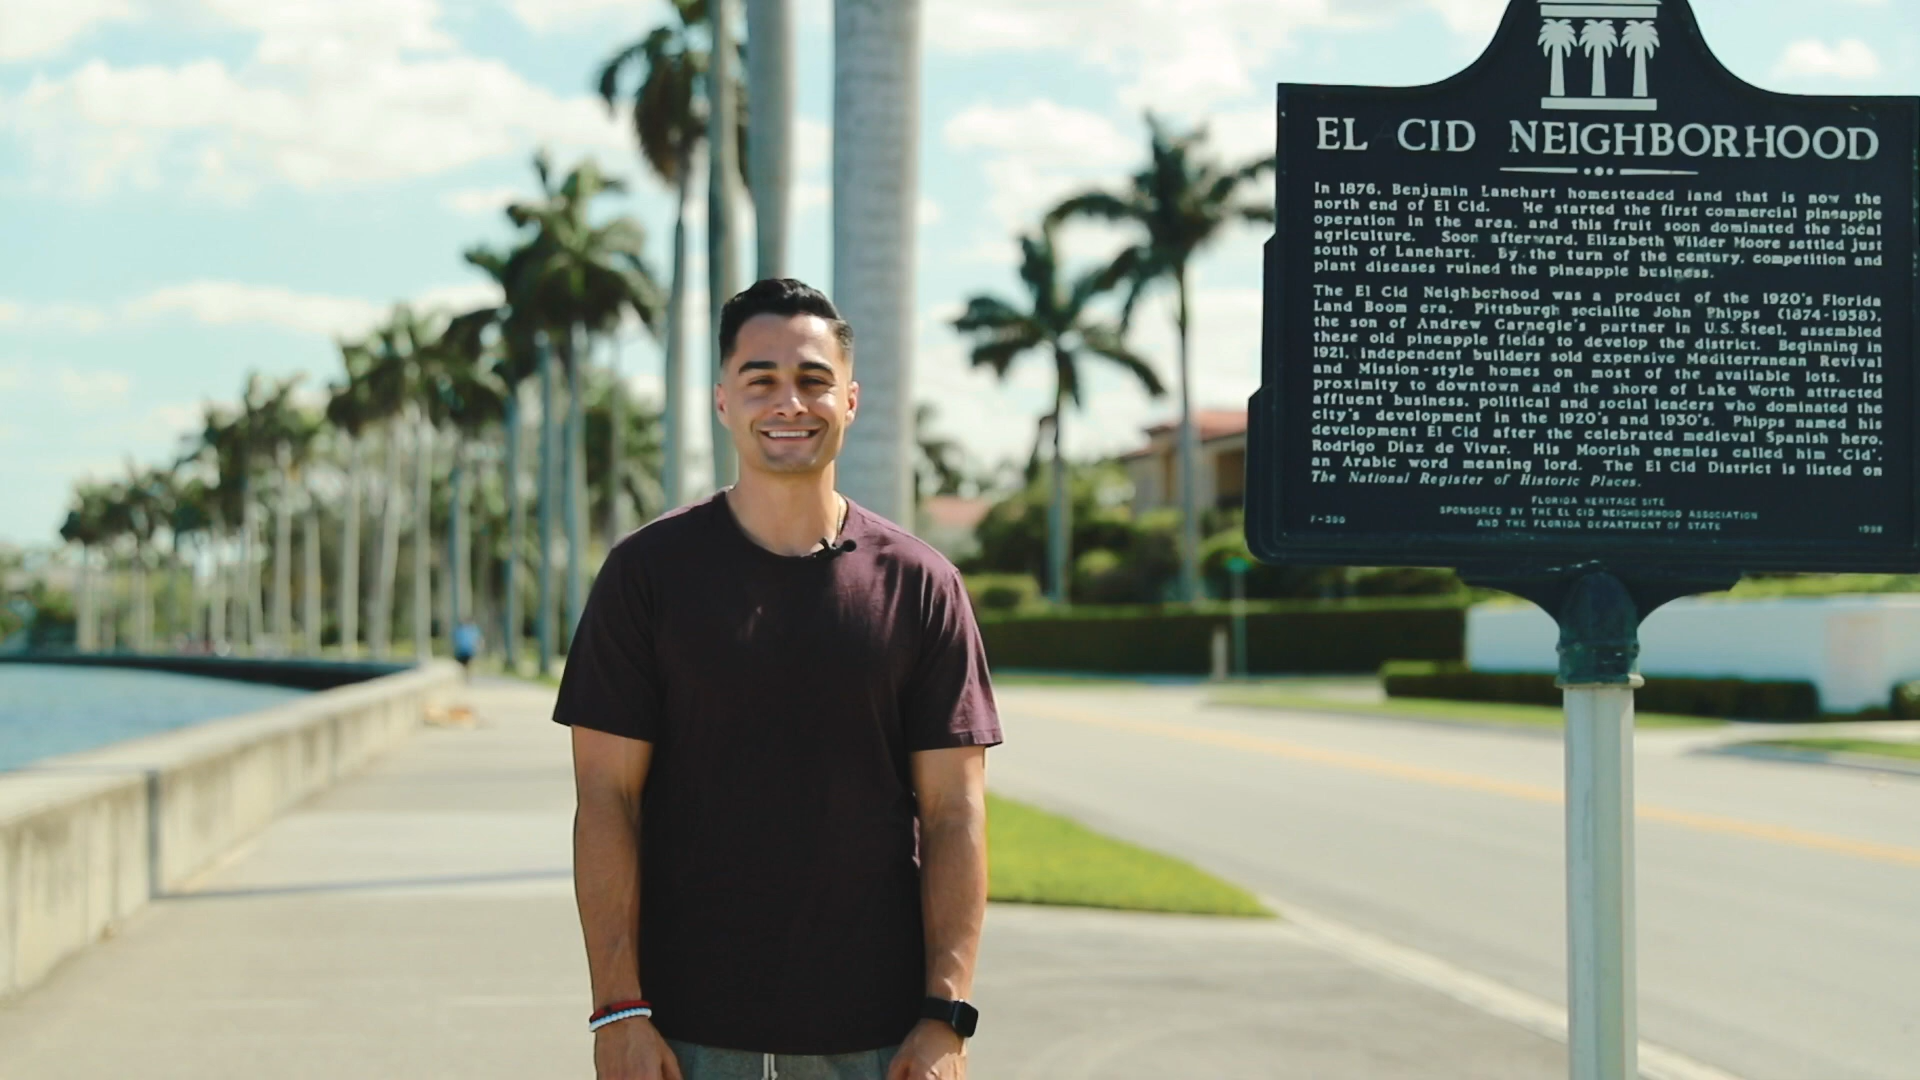 EL CID NEIGHBORHOOD
In 1876, Benjamin Lanehart homesteaded land that is now the
north end of El Cid. He started the first commercial pineapple
operation in the area, and this fruit soon dominated the local
agriculture. Soon afterward, Elizabeth Wilder Moore settled just
south of Lanehart. By the turn of the century, competition and
plant diseases ruined the pineapple business.
The El Cid Neighborhood was a product of the 1920's Florida
Land Boom era. Pittsburgh socialite John Phipps (1874-1958),
the son of Andrew Carnegie's partner in U.S. Steel, assembled
these old pineapple fields to develop the district. Beginning in
1921, independent builders sold expensive Mediterranean Revival
and Mission-style homes on most of the available lots. Its
proximity to downtown and the shore of Lake Worth attracted
affluent business, political and social leaders who dominated the
city's development in the 1920's and 1930's. Phipps named his
development El Cid after the celebrated medieval Spanish hero,
Rodrigo Diaz de Vivar. His Moorish enemies called him 'Cid',
an Arabic word meaning lord. The El Cid District is listed on
The National Register of Historic Places.
FLORIDA HERITAGE SITE
SPONSORED BY THE EL CID NEIGHBORHOOD ASSOCIATION
AND THE FLORIDA DEPARTMENT OF STATE
F-390 1998